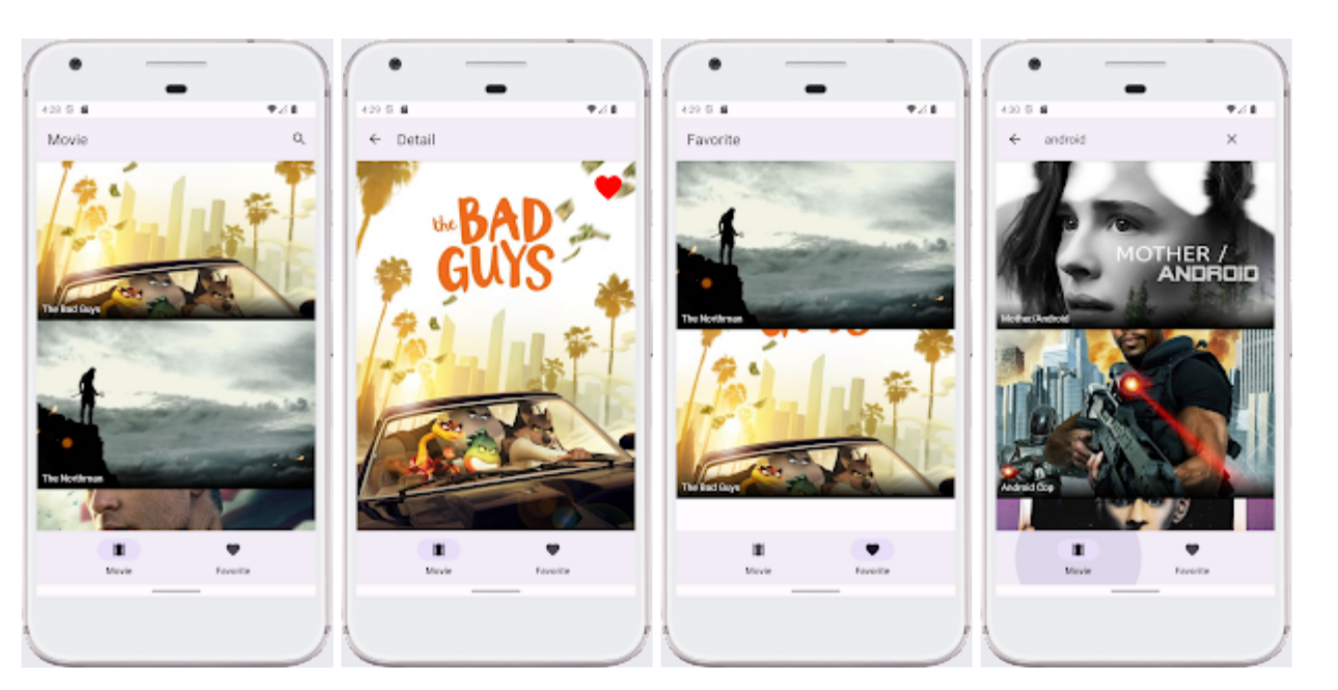 4:28
Movie
The Bad Guys
The Northman
Movie
Favorite
4:29
Detail
the BAD
GUYS
Movie
Favorite
4:29
Favorite
The Northman
GUYS
The Bad Guys
Movie
Favorite
4:30
android
MOTHER /
ANDROID
Mother/Android
Android Cop
Movie
Favorite